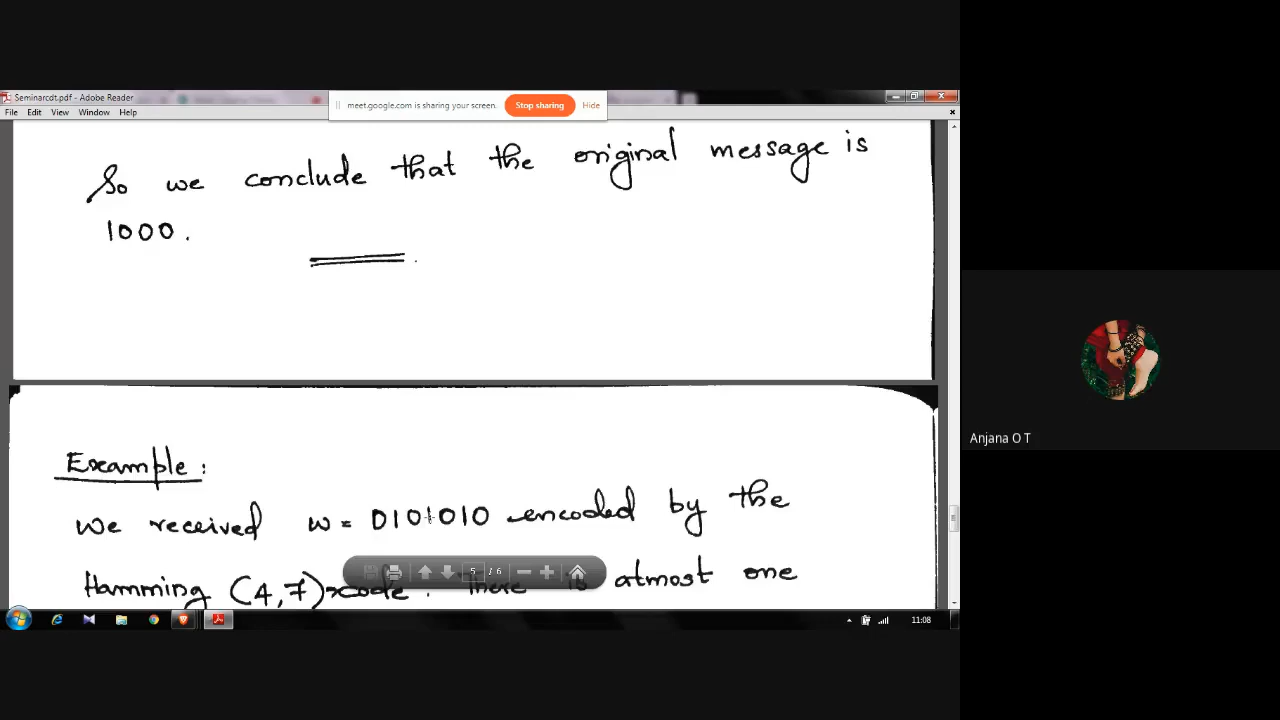 Seminarcdt.pdf - Adobe Reader
File Edit View Window Help
meet.google.com is sharing your screen. Stop sharing Hide
So we conclude that the original message is
1000.
Example:
We received w = 0101010 encoded by the
Hamming (4,7)-code. There is atmost one
5 / 6
11:08
Anjana O T